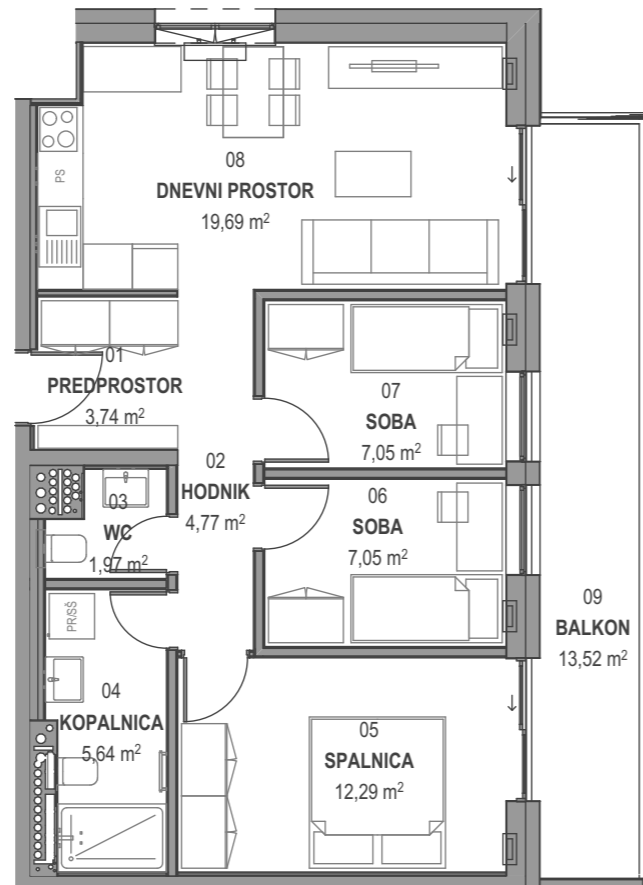 08
DNEVNI PROSTOR
19,69 m²
PS
01
PREDPROSTOR
3,74 m²
07
SOBA
7,05 m²
02
HODNIK
4,77 m²
03
WC
1,97 m²
06
SOBA
7,05 m²
09
BALKON
13,52 m²
PR/SŠ
04
KOPALNICA
5,64 m²
05
SPALNICA
12,29 m²